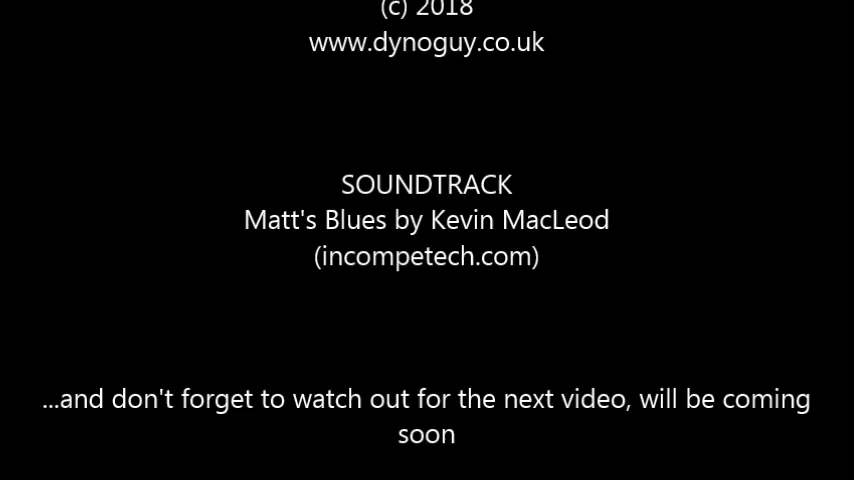 (c) 2018
www.dynoguy.co.uk
SOUNDTRACK
Matt's Blues by Kevin MacLeod
(incompetech.com)
...and don't forget to watch out for the next video, will be coming
soon